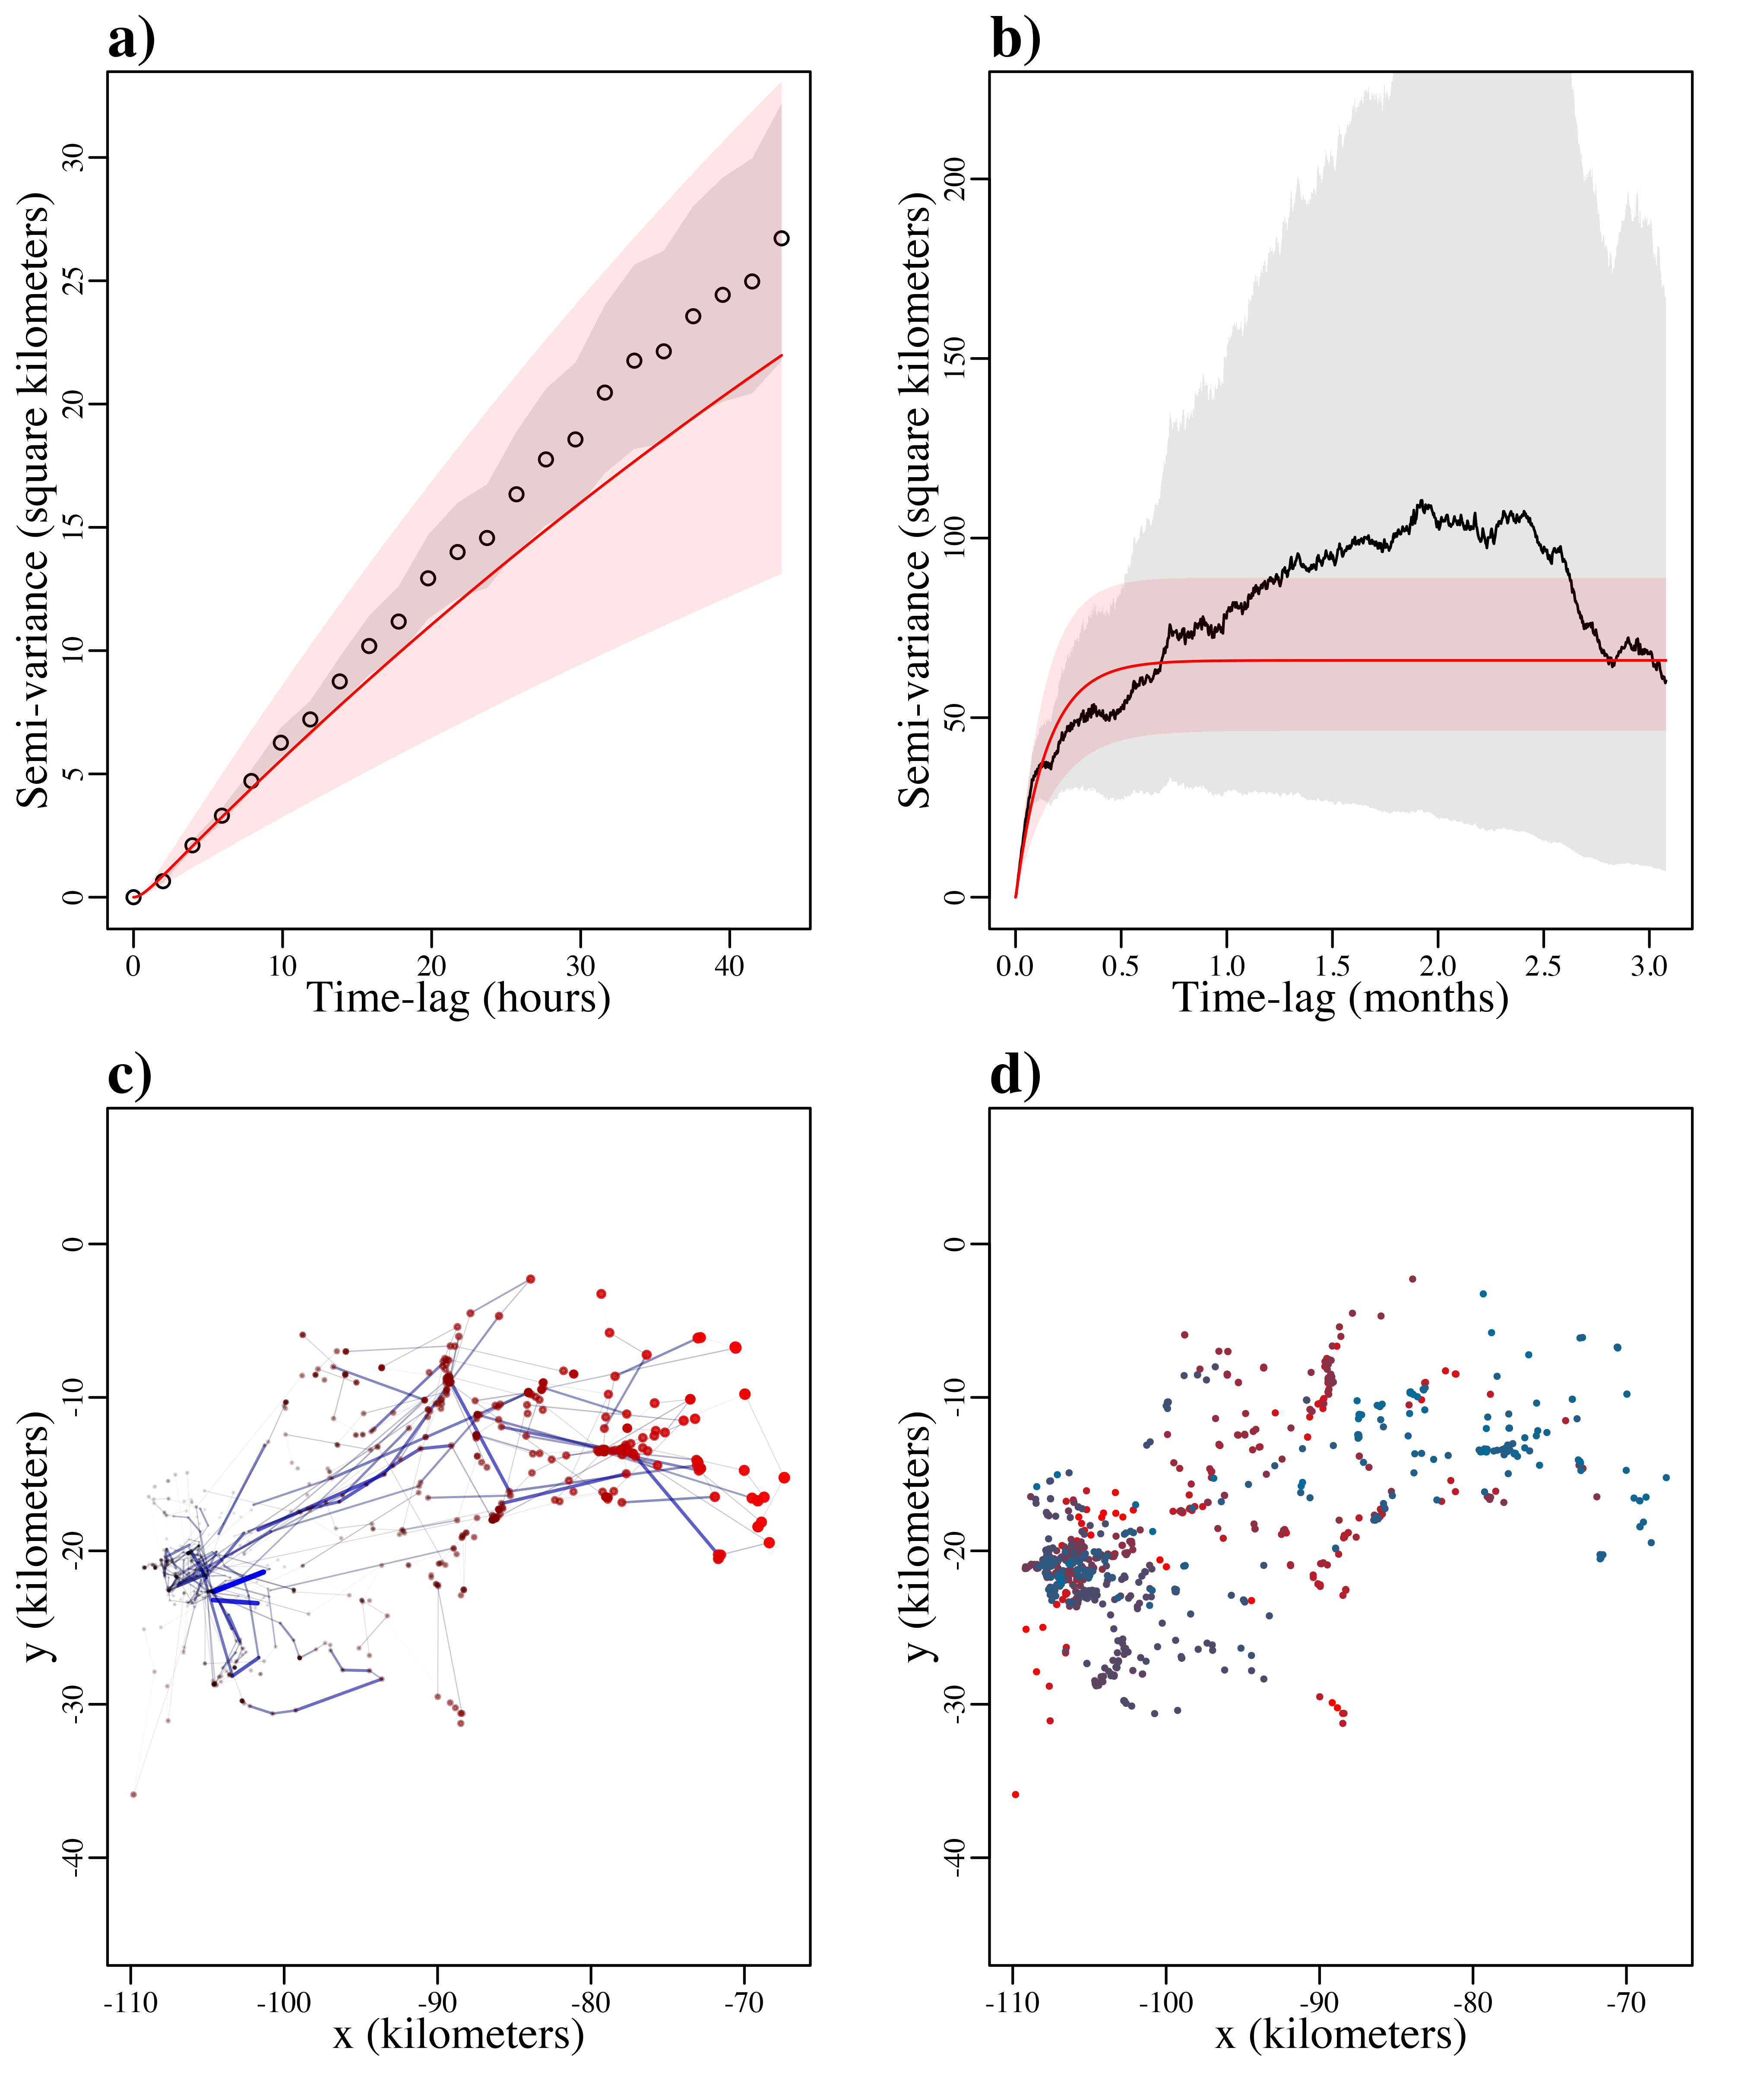 a)
Semi-variance (square kilometers)
30
25
20
15
10
5
0
0 10 20 30 40
Time-lag (hours)
b)
Semi-variance (square kilometers)
200
150
100
50
0
0.0 0.5 1.0 1.5 2.0 2.5 3.0
Time-lag (months)
c)
y (kilometers)
0
-10
-20
-30
-40
-110 -100 -90 -80 -70
x (kilometers)
d)
y (kilometers)
0
-10
-20
-30
-40
-110 -100 -90 -80 -70
x (kilometers)